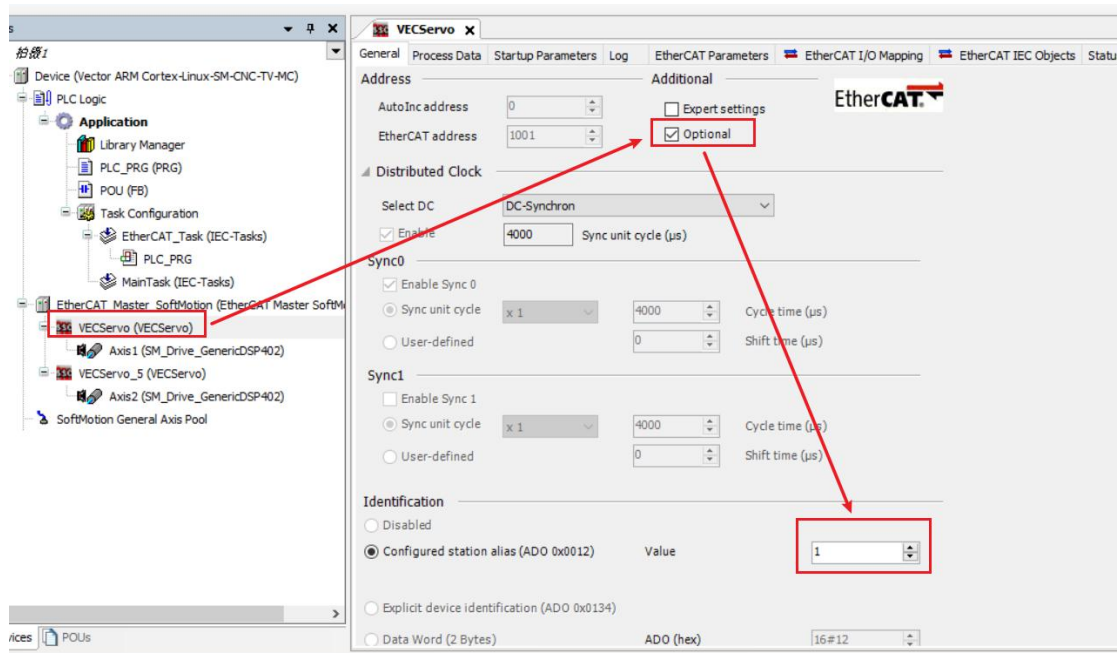 s
VECServo
拍频1
General Process Data Startup Parameters Log EtherCAT Parameters EtherCAT I/O Mapping EtherCAT IEC Objects Statu
Device (Vector ARM Cortex-Linux-SM-CNC-TV-MC)
PLC Logic
Application
Library Manager
PLC_PRG (PRG)
POU (FB)
Task Configuration
EtherCAT_Task (IEC-Tasks)
PLC_PRG
MainTask (IEC-Tasks)
EtherCAT_Master_SoftMotion (EtherCAT Master SoftMo
VECServo (VECServo)
Axis1 (SM_Drive_GenericDSP402)
VECServo_5 (VECServo)
Axis2 (SM_Drive_GenericDSP402)
SoftMotion General Axis Pool
vices POUs
Address
AutoInc address 0
EtherCAT address 1001
Additional
Expert settings
Optional
EtherCAT.
Distributed Clock
Select DC DC-Synchron
Enable 4000 Sync unit cycle (µs)
Sync0
Enable Sync 0
Sync unit cycle x 1 4000 Cycle time (µs)
User-defined 0 Shift time (µs)
Sync1
Enable Sync 1
Sync unit cycle x 1 4000 Cycle time (µs)
User-defined 0 Shift time (µs)
Identification
Disabled
Configured station alias (ADO 0x0012) Value 1
Explicit device identification (ADO 0x0134)
Data Word (2 Bytes) ADO (hex) 16#12